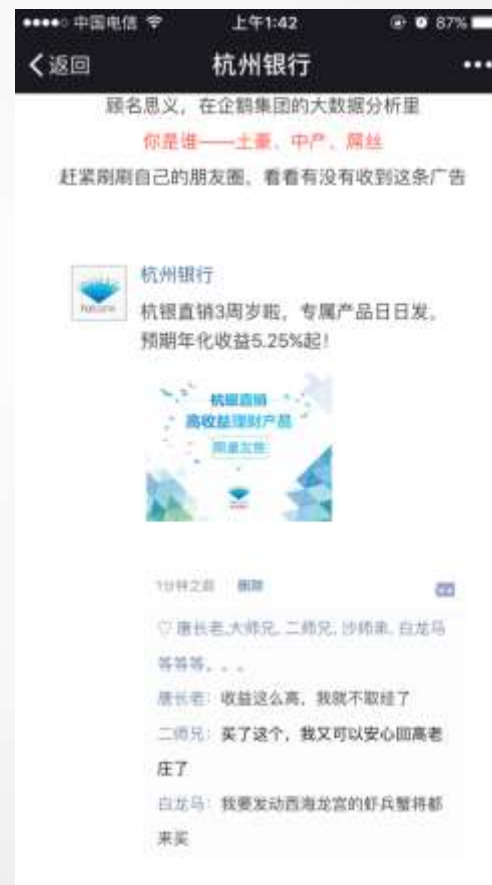 中国电信 上午1:42 87%
返回 杭州银行
顾名思义，在企鹅集团的大数据分析里
你是谁——土豪、中产、屌丝
赶紧刷刷自己的朋友圈，看看有没有收到这条广告
杭州银行
杭银直销3周岁啦，专属产品日日发，
预期年化收益5.25%起！
杭银直销
高收益理财产品
限量发售
1分钟之前 删除
唐长老,大师兄,二师兄,沙师弟,白龙马
等等等。。。
唐长老：收益这么高，我就不取经了
二师兄：买了这个，我又可以安心回高老
庄了
白龙马：我要发动西海龙宫的虾兵蟹将都
来买